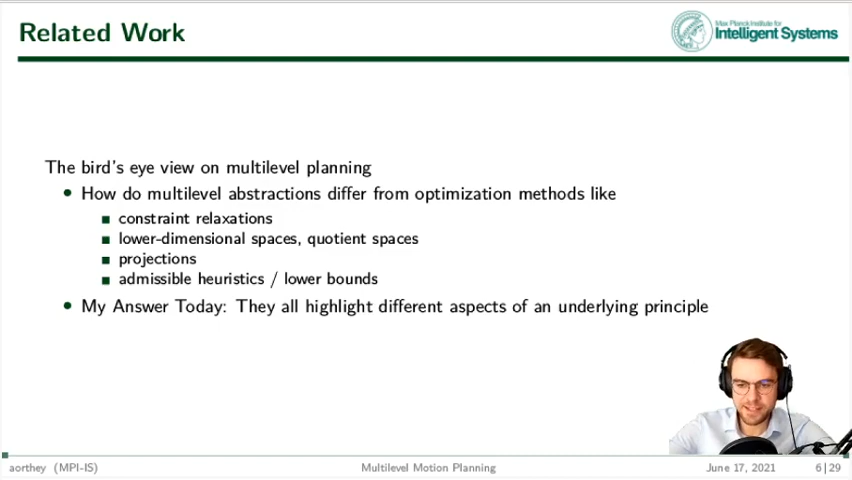 Related Work
Max Planck Institute for
Intelligent Systems
The bird's eye view on multilevel planning
• How do multilevel abstractions differ from optimization methods like
■ constraint relaxations
■ lower-dimensional spaces, quotient spaces
■ projections
■ admissible heuristics / lower bounds
• My Answer Today: They all highlight different aspects of an underlying principle
aorthey (MPI-IS) Multilevel Motion Planning June 17, 2021 6|29